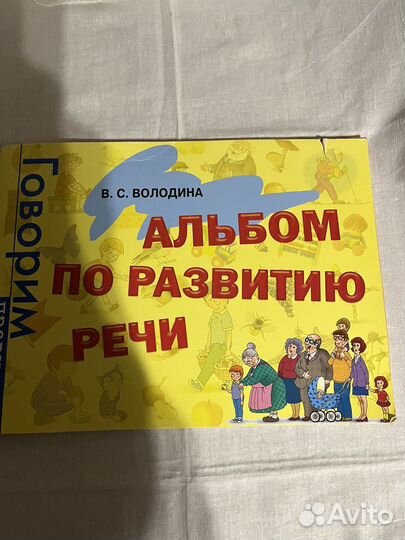 Говорим
В. С. ВОЛОДИНА
АЛЬБОМ
ПО РАЗВИТИЮ
РЕЧИ
Avito